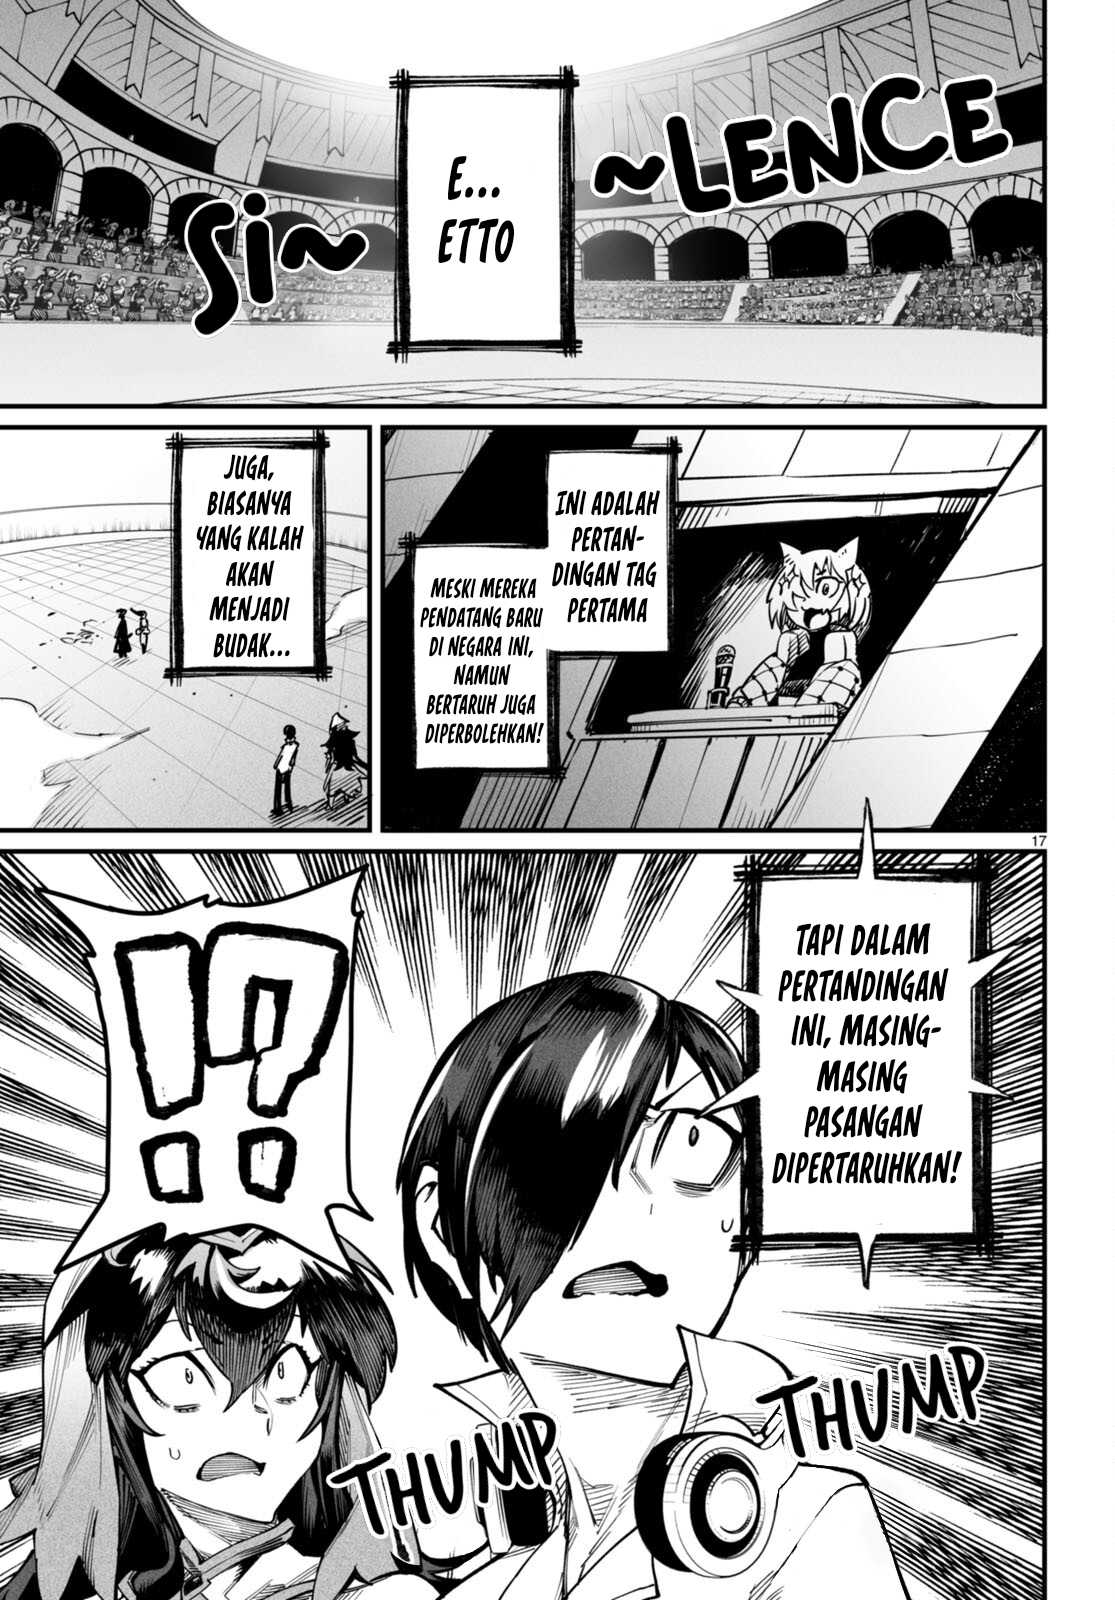 ~LENCE
E...
ETTO
SI~
INI ADALAH
PERTAN-
DINGAN TAG
PERTAMA
MESKI MEREKA
PENDATANG BARU
DI NEGARA INI,
NAMUN
BERTARUH JUGA
DIPERBOLEHKAN!
JUGA,
BIASANYA
YANG KALAH
AKAN
MENJADI
BUDAK...
17
TAPI DALAM
PERTANDINGAN
INI, MASING-
MASING
PASANGAN
DIPERTARUHKAN!
!?
THUMP
THUMP